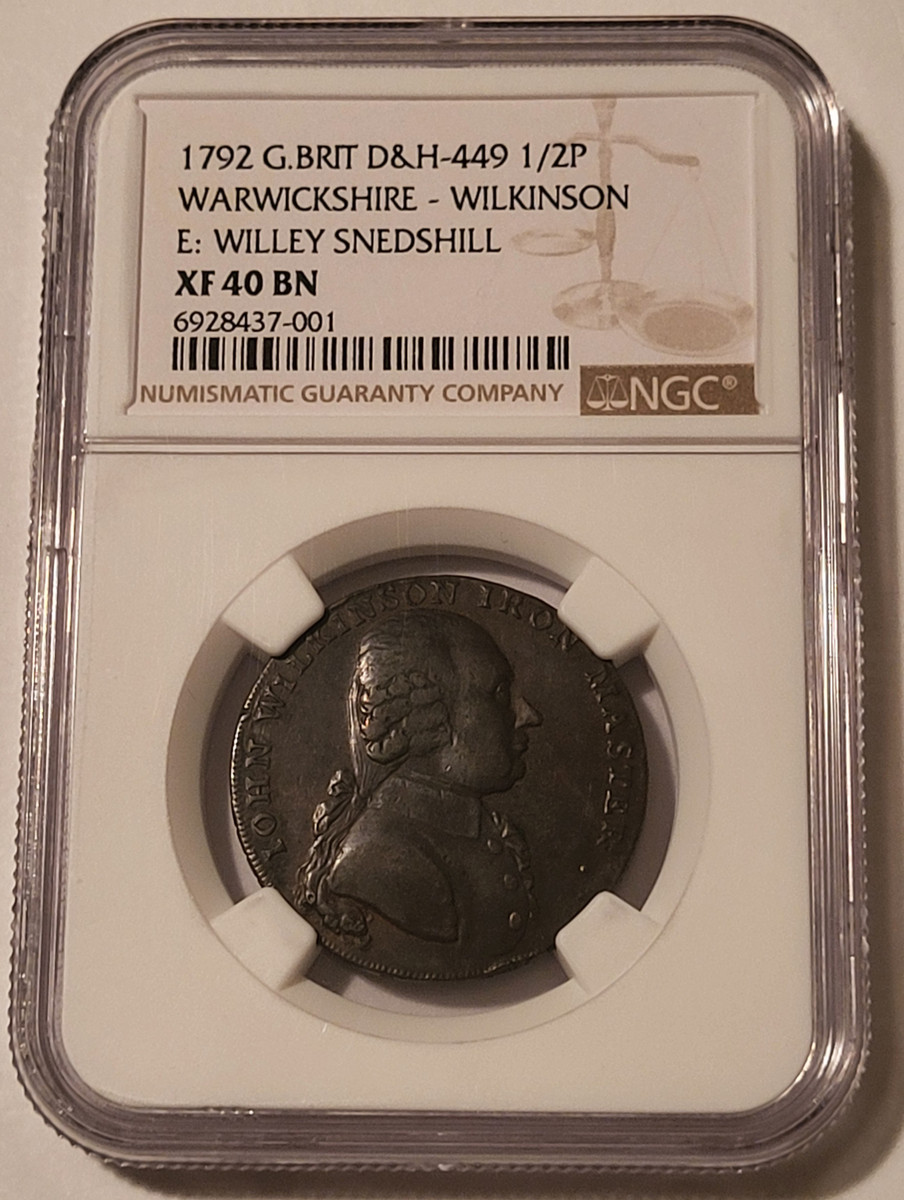 1792 G.BRIT D&H-449 1/2P
WARWICKSHIRE - WILKINSON
E: WILLEY SNEDSHILL
XF 40 BN
6928437-001
NUMISMATIC GUARANTY COMPANY
NGC®
IOHN WILKINSON IRON MASTER